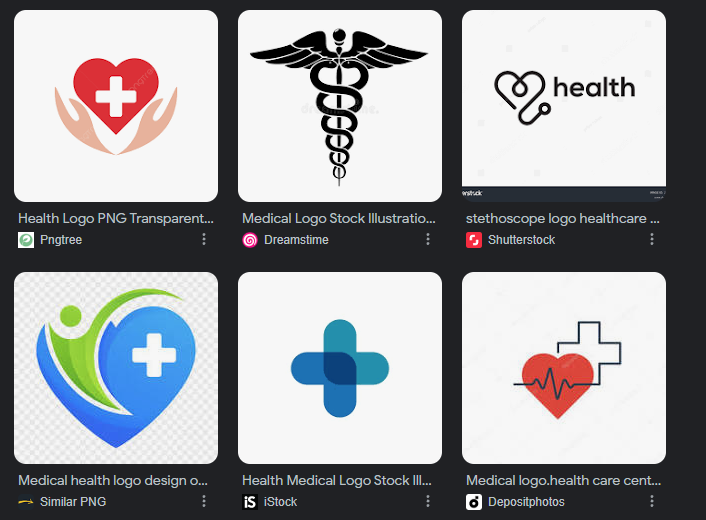 health
Health Logo PNG Transparent...
Medical Logo Stock Illustratio...
stethoscope logo healthcare ...
Pngtree
Dreamstime
Shutterstock
Medical health logo design o...
Health Medical Logo Stock Ill...
Medical logo.health care cent...
Similar PNG
iS iStock
Depositphotos